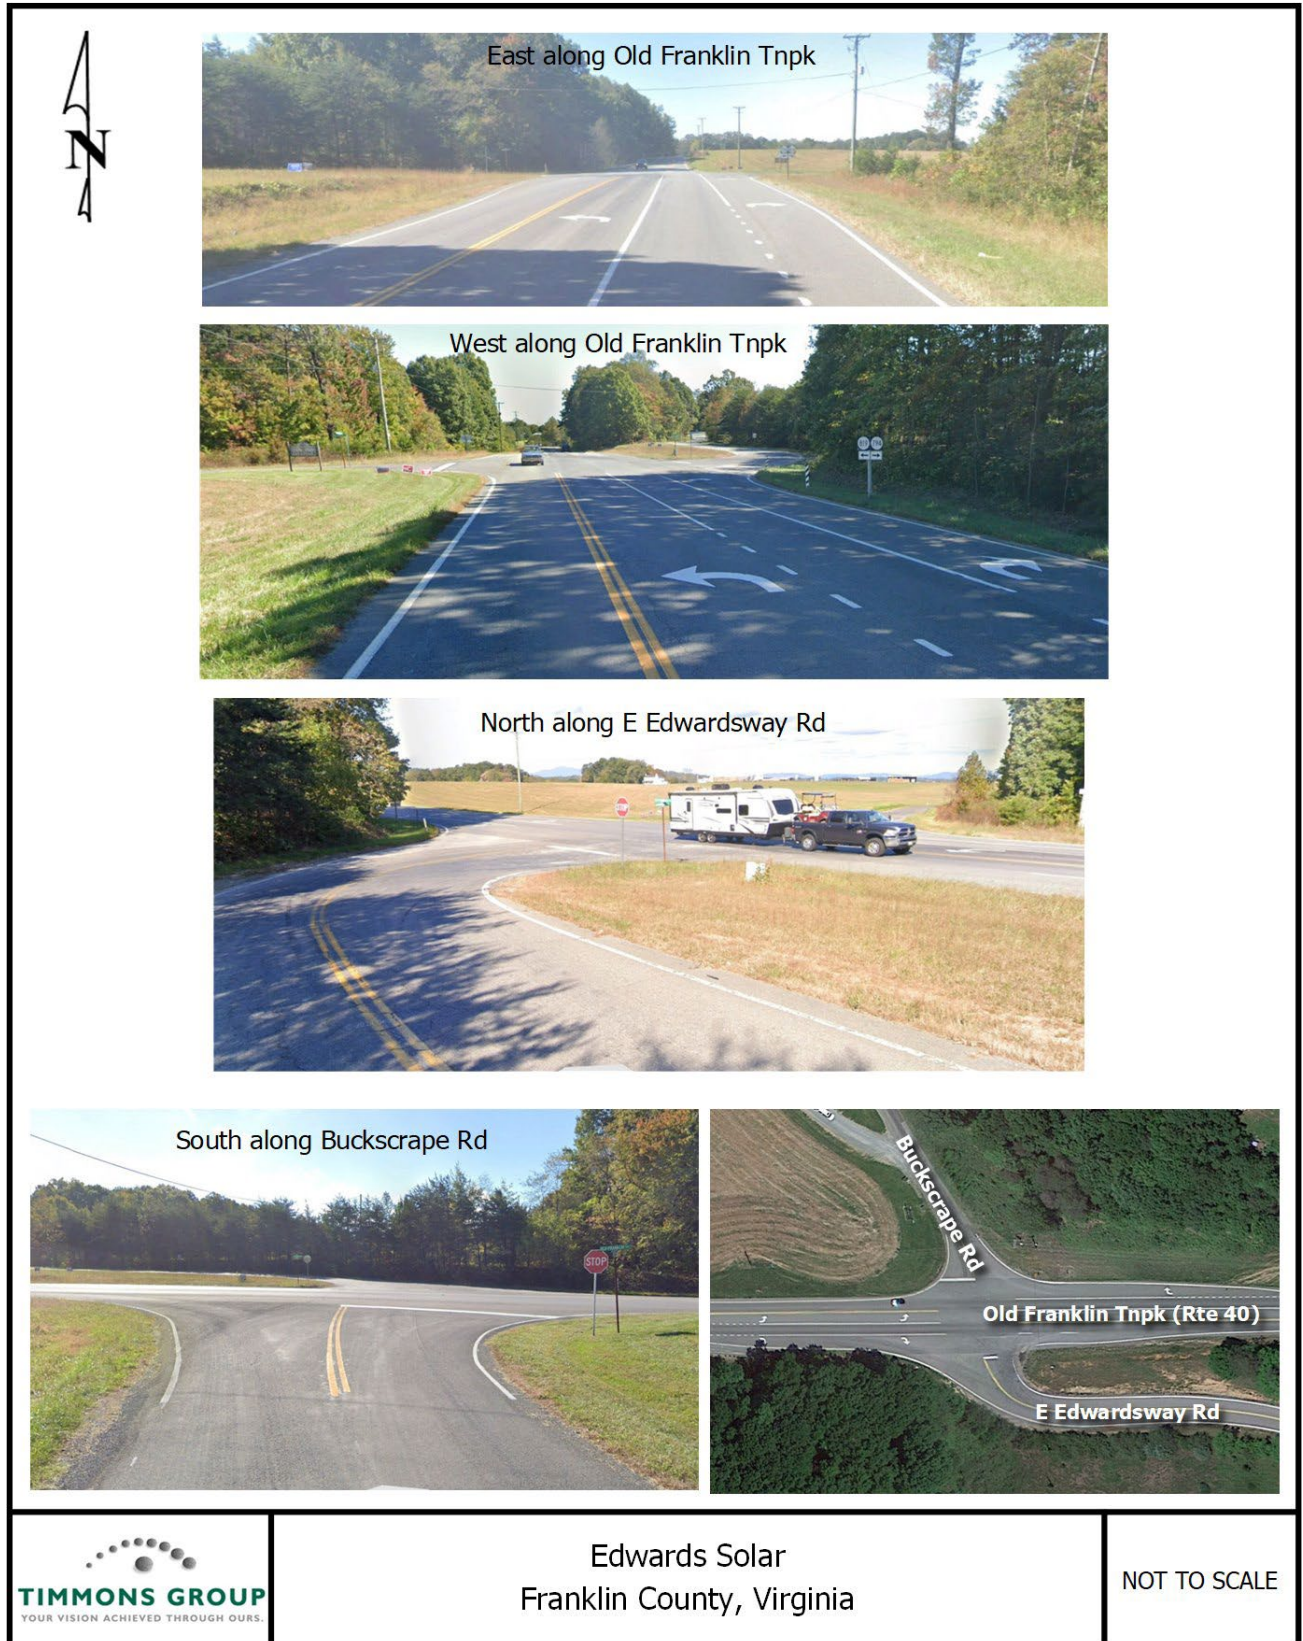 N
East along Old Franklin Tnpk
West along Old Franklin Tnpk
North along E Edwardsway Rd
STOP
South along Buckscrape Rd
STOP
Buckscrape Rd
Old Franklin Tnpk (Rte 40)
E Edwardsway Rd
TIMMONS GROUP
YOUR VISION ACHIEVED THROUGH OURS.
Edwards Solar
Franklin County, Virginia
NOT TO SCALE